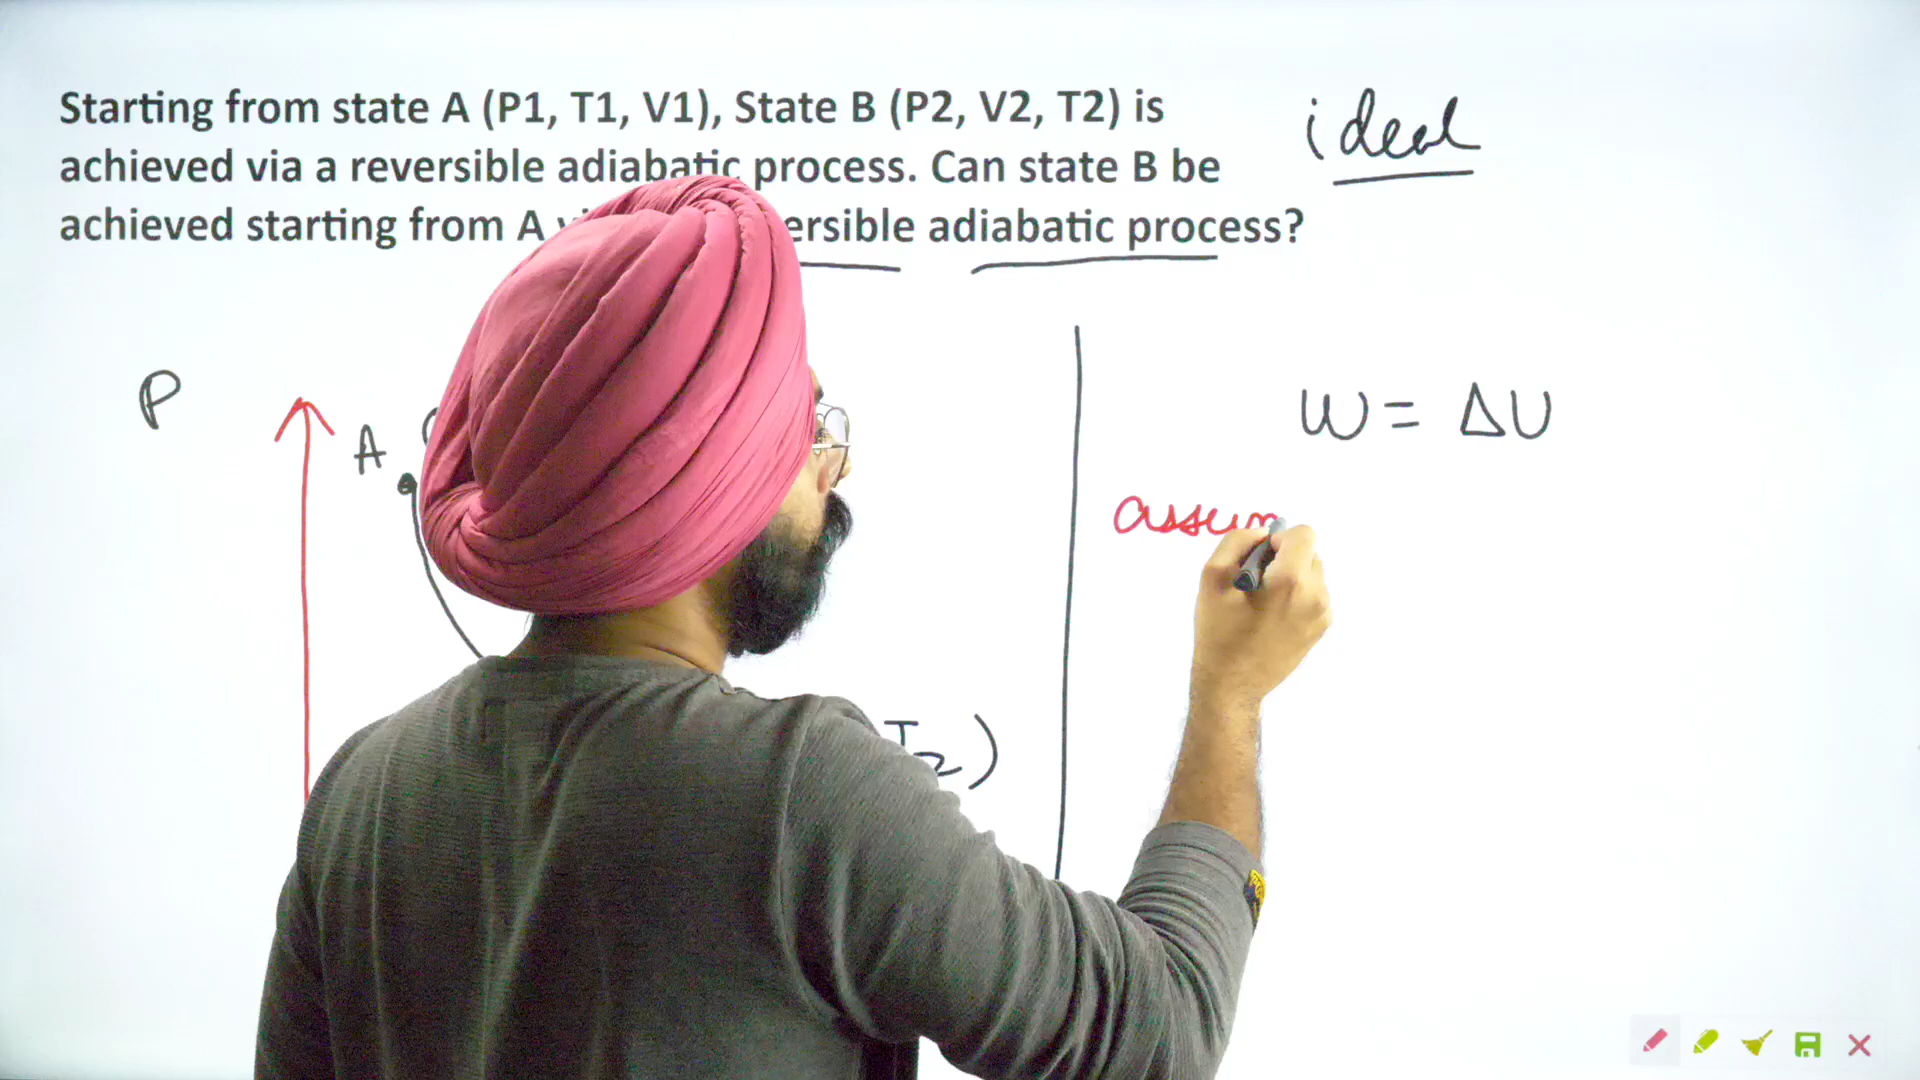 Starting from state A (P1, T1, V1), State B (P2, V2, T2) is
achieved via a reversible adiabatic process. Can state B be
achieved starting from A ersible adiabatic process?
ideal
P
A
T2)
W = ΔU
assum